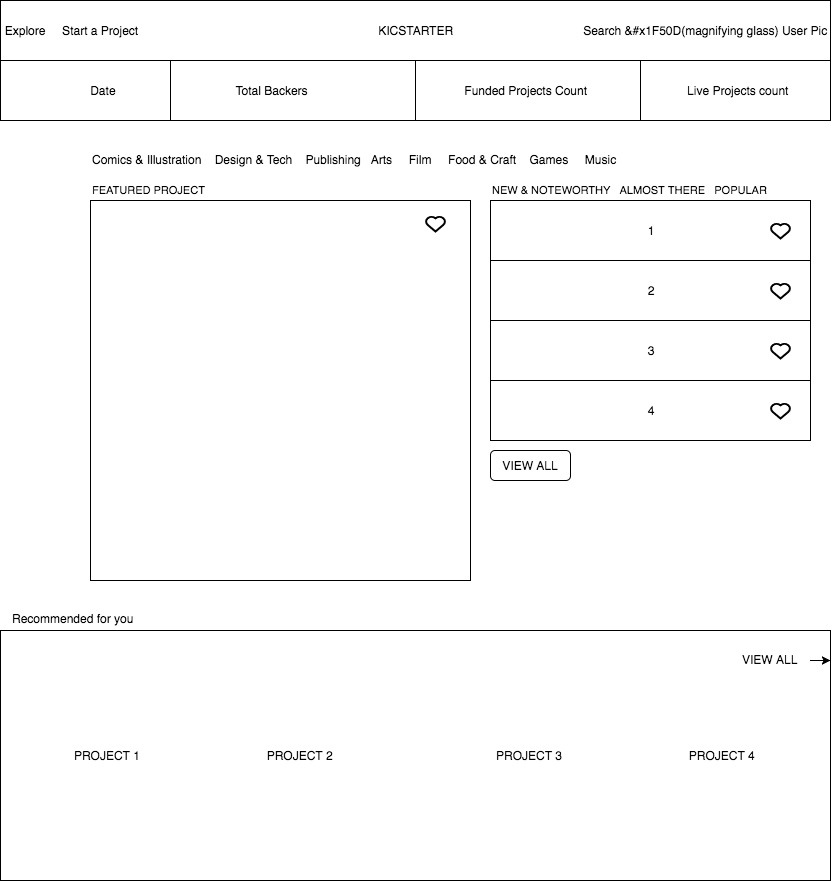 Explore Start a Project KICSTARTER Search &#x1F50D(magnifying glass) User Pic
Date Total Backers Funded Projects Count Live Projects count
Comics & Illustration Design & Tech Publishing Arts Film Food & Craft Games Music
FEATURED PROJECT
NEW & NOTEWORTHY ALMOST THERE POPULAR
1
2
3
4
VIEW ALL
Recommended for you
VIEW ALL
PROJECT 1 PROJECT 2 PROJECT 3 PROJECT 4